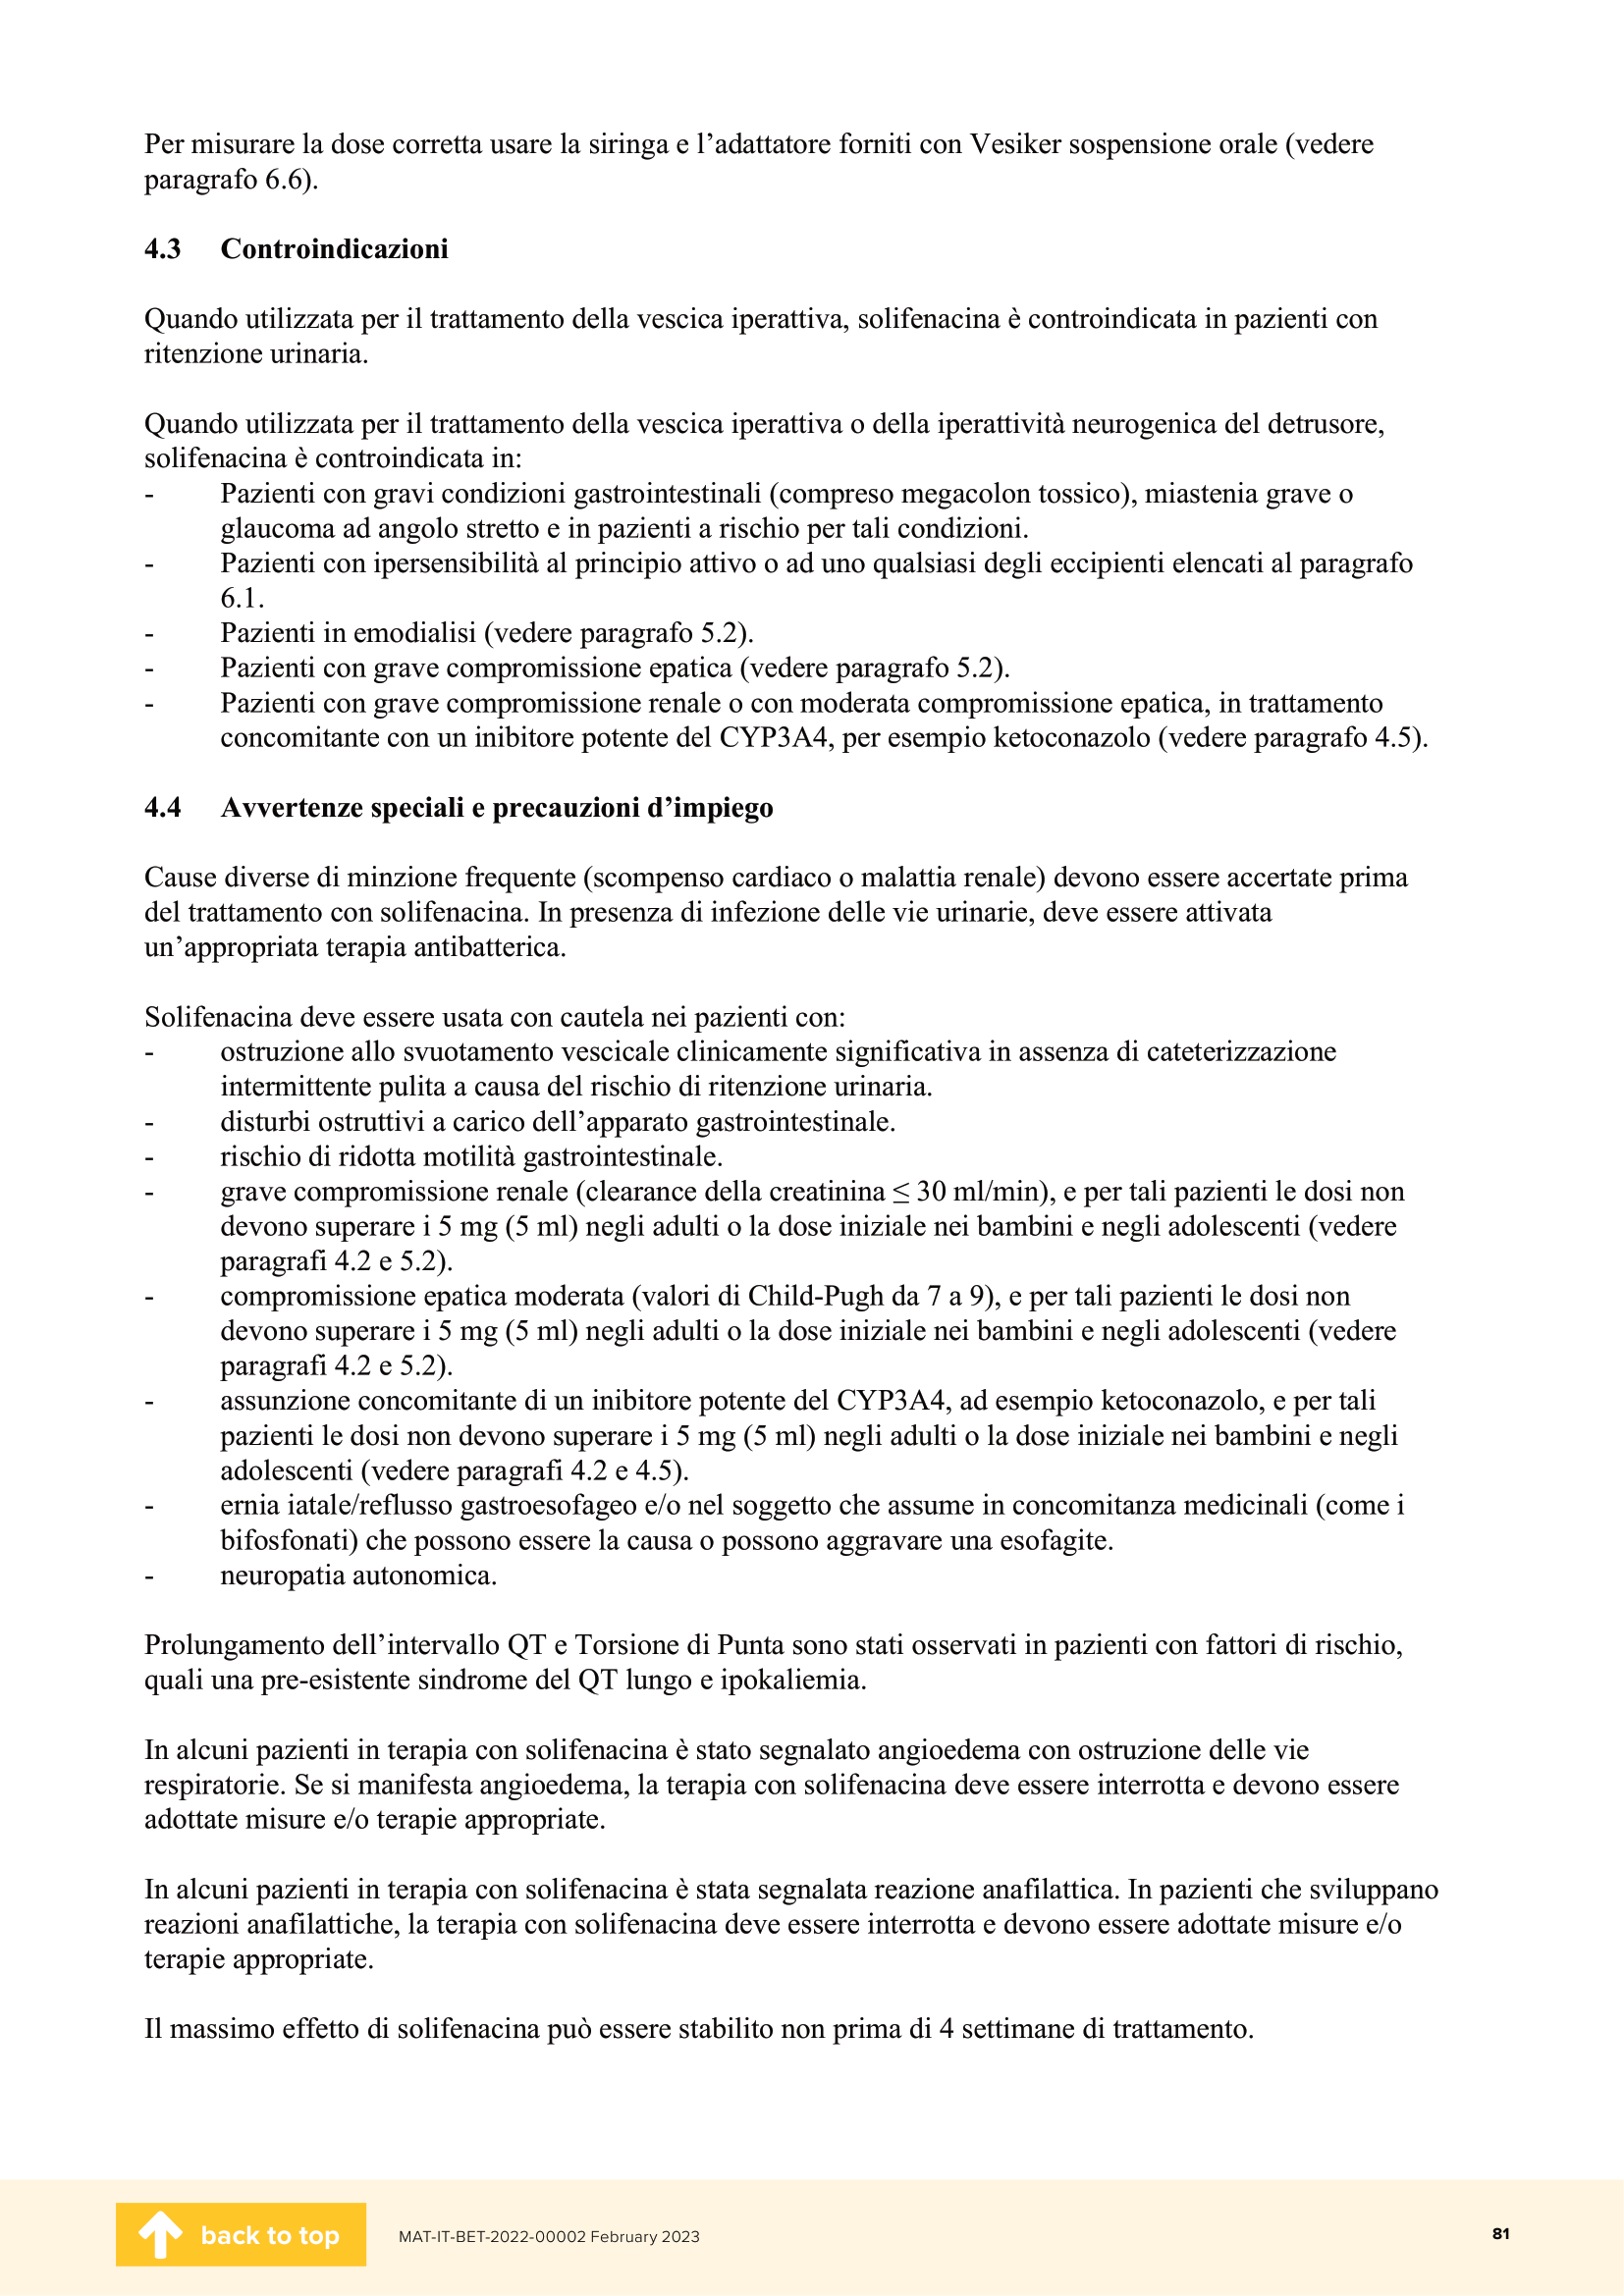 Per misurare la dose corretta usare la siringa e l’adattatore forniti con Vesiker sospensione orale (vedere
paragrafo 6.6).
4.3 Controindicazioni
Quando utilizzata per il trattamento della vescica iperattiva, solifenacina è controindicata in pazienti con
ritenzione urinaria.
Quando utilizzata per il trattamento della vescica iperattiva o della iperattività neurogenica del detrusore,
solifenacina è controindicata in:
- Pazienti con gravi condizioni gastrointestinali (compreso megacolon tossico), miastenia grave o
glaucoma ad angolo stretto e in pazienti a rischio per tali condizioni.
- Pazienti con ipersensibilità al principio attivo o ad uno qualsiasi degli eccipienti elencati al paragrafo
6.1.
- Pazienti in emodialisi (vedere paragrafo 5.2).
- Pazienti con grave compromissione epatica (vedere paragrafo 5.2).
- Pazienti con grave compromissione renale o con moderata compromissione epatica, in trattamento
concomitante con un inibitore potente del CYP3A4, per esempio ketoconazolo (vedere paragrafo 4.5).
4.4 Avvertenze speciali e precauzioni d’impiego
Cause diverse di minzione frequente (scompenso cardiaco o malattia renale) devono essere accertate prima
del trattamento con solifenacina. In presenza di infezione delle vie urinarie, deve essere attivata
un’appropriata terapia antibatterica.
Solifenacina deve essere usata con cautela nei pazienti con:
- ostruzione allo svuotamento vescicale clinicamente significativa in assenza di cateterizzazione
intermittente pulita a causa del rischio di ritenzione urinaria.
- disturbi ostruttivi a carico dell’apparato gastrointestinale.
- rischio di ridotta motilità gastrointestinale.
- grave compromissione renale (clearance della creatinina ≤ 30 ml/min), e per tali pazienti le dosi non
devono superare i 5 mg (5 ml) negli adulti o la dose iniziale nei bambini e negli adolescenti (vedere
paragrafi 4.2 e 5.2).
- compromissione epatica moderata (valori di Child-Pugh da 7 a 9), e per tali pazienti le dosi non
devono superare i 5 mg (5 ml) negli adulti o la dose iniziale nei bambini e negli adolescenti (vedere
paragrafi 4.2 e 5.2).
- assunzione concomitante di un inibitore potente del CYP3A4, ad esempio ketoconazolo, e per tali
pazienti le dosi non devono superare i 5 mg (5 ml) negli adulti o la dose iniziale nei bambini e negli
adolescenti (vedere paragrafi 4.2 e 4.5).
- ernia iatale/reflusso gastroesofageo e/o nel soggetto che assume in concomitanza medicinali (come i
bifosfonati) che possono essere la causa o possono aggravare una esofagite.
- neuropatia autonomica.
Prolungamento dell’intervallo QT e Torsione di Punta sono stati osservati in pazienti con fattori di rischio,
quali una pre-esistente sindrome del QT lungo e ipokaliemia.
In alcuni pazienti in terapia con solifenacina è stato segnalato angioedema con ostruzione delle vie
respiratorie. Se si manifesta angioedema, la terapia con solifenacina deve essere interrotta e devono essere
adottate misure e/o terapie appropriate.
In alcuni pazienti in terapia con solifenacina è stata segnalata reazione anafilattica. In pazienti che sviluppano
reazioni anafilattiche, la terapia con solifenacina deve essere interrotta e devono essere adottate misure e/o
terapie appropriate.
Il massimo effetto di solifenacina può essere stabilito non prima di 4 settimane di trattamento.
back to top MAT-IT-BET-2022-00002 February 2023 81